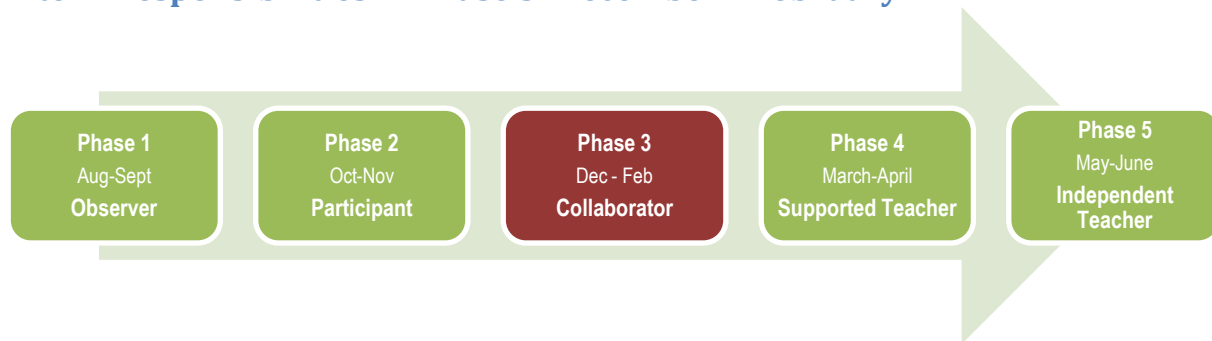 Phase 1
Aug-Sept
Observer
Phase 2
Oct-Nov
Participant
Phase 3
Dec - Feb
Collaborator
Phase 4
March-April
Supported Teacher
Phase 5
May-June
Independent
Teacher